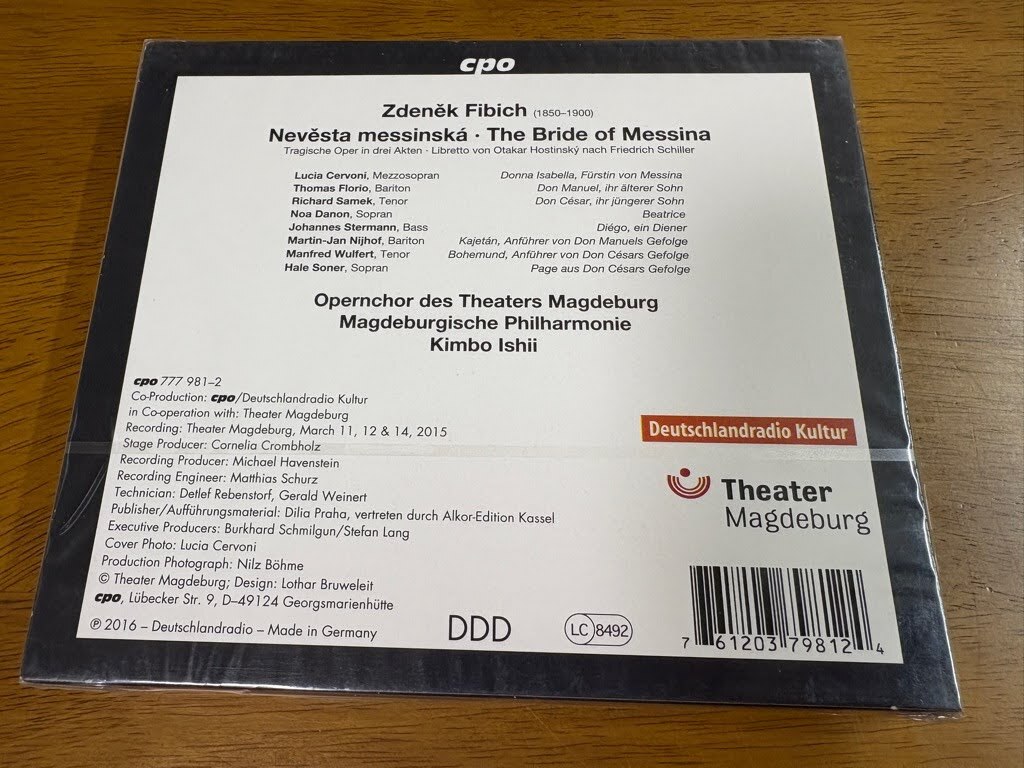 cpo
Zdeněk Fibich (1850–1900)
Nevěsta messinská · The Bride of Messina
Tragische Oper in drei Akten · Libretto von Otakar Hostinský nach Friedrich Schiller
Lucia Cervoni, Mezzosopran Donna Isabella, Fürstin von Messina
Thomas Florio, Bariton Don Manuel, ihr älterer Sohn
Richard Samek, Tenor Don César, ihr jüngerer Sohn
Noa Danon, Sopran Beatrice
Johannes Stermann, Bass Diégo, ein Diener
Martin-Jan Nijhof, Bariton Kajetán, Anführer von Don Manuels Gefolge
Manfred Wulfert, Tenor Bohemund, Anführer von Don Césars Gefolge
Hale Soner, Sopran Page aus Don Césars Gefolge
Opernchor des Theaters Magdeburg
Magdeburgische Philharmonie
Kimbo Ishii
cpo 777 981–2
Co-Production: cpo/Deutschlandradio Kultur
in Co-operation with: Theater Magdeburg
Recording: Theater Magdeburg, March 11, 12 & 14, 2015
Stage Producer: Cornelia Crombholz
Recording Producer: Michael Havenstein
Recording Engineer: Matthias Schurz
Technician: Detlef Rebenstorf, Gerald Weinert
Publisher/Aufführungsmaterial: Dilia Praha, vertreten durch Alkor-Edition Kassel
Executive Producers: Burkhard Schmilgun/Stefan Lang
Cover Photo: Lucia Cervoni
Production Photograph: Nilz Böhme
© Theater Magdeburg; Design: Lothar Bruweleit
cpo, Lübecker Str. 9, D–49124 Georgsmarienhütte
℗ 2016 – Deutschlandradio – Made in Germany
DDD
LC 8492
Deutschlandradio Kultur
Theater
Magdeburg
7 61203 79812 4